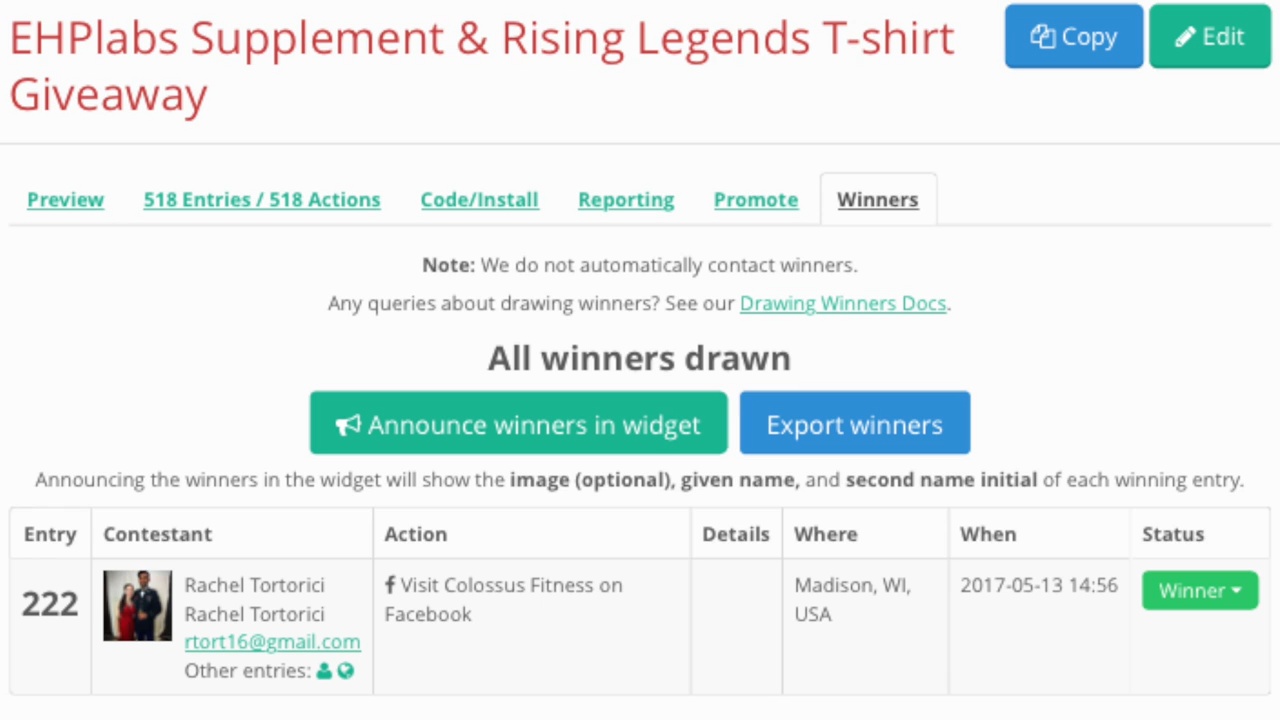 EHPlabs Supplement & Rising Legends T-shirt
Giveaway
Copy
Edit
Preview
518 Entries / 518 Actions
Code/Install
Reporting
Promote
Winners
Note: We do not automatically contact winners.
Any queries about drawing winners? See our Drawing Winners Docs.
All winners drawn
Announce winners in widget
Export winners
Announcing the winners in the widget will show the image (optional), given name, and second name initial of each winning entry.
Entry
Contestant
Action
Details
Where
When
Status
222
Rachel Tortorici
Rachel Tortorici
rtort16@gmail.com
Other entries:
Visit Colossus Fitness on
Facebook
Madison, WI,
USA
2017-05-13 14:56
Winner